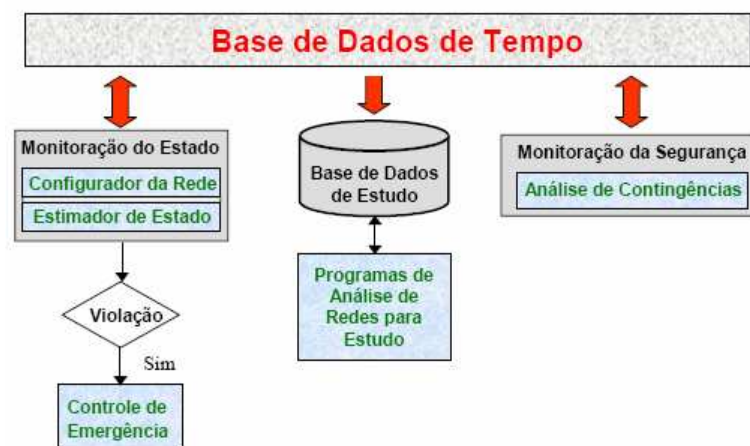 Base de Dados de Tempo
Monitoração do Estado
Configurador da Rede
Estimador de Estado
Violação
Sim
Controle de
Emergência
Base de Dados
de Estudo
Programas de
Análise de
Redes para
Estudo
Monitoração da Segurança
Análise de Contingências